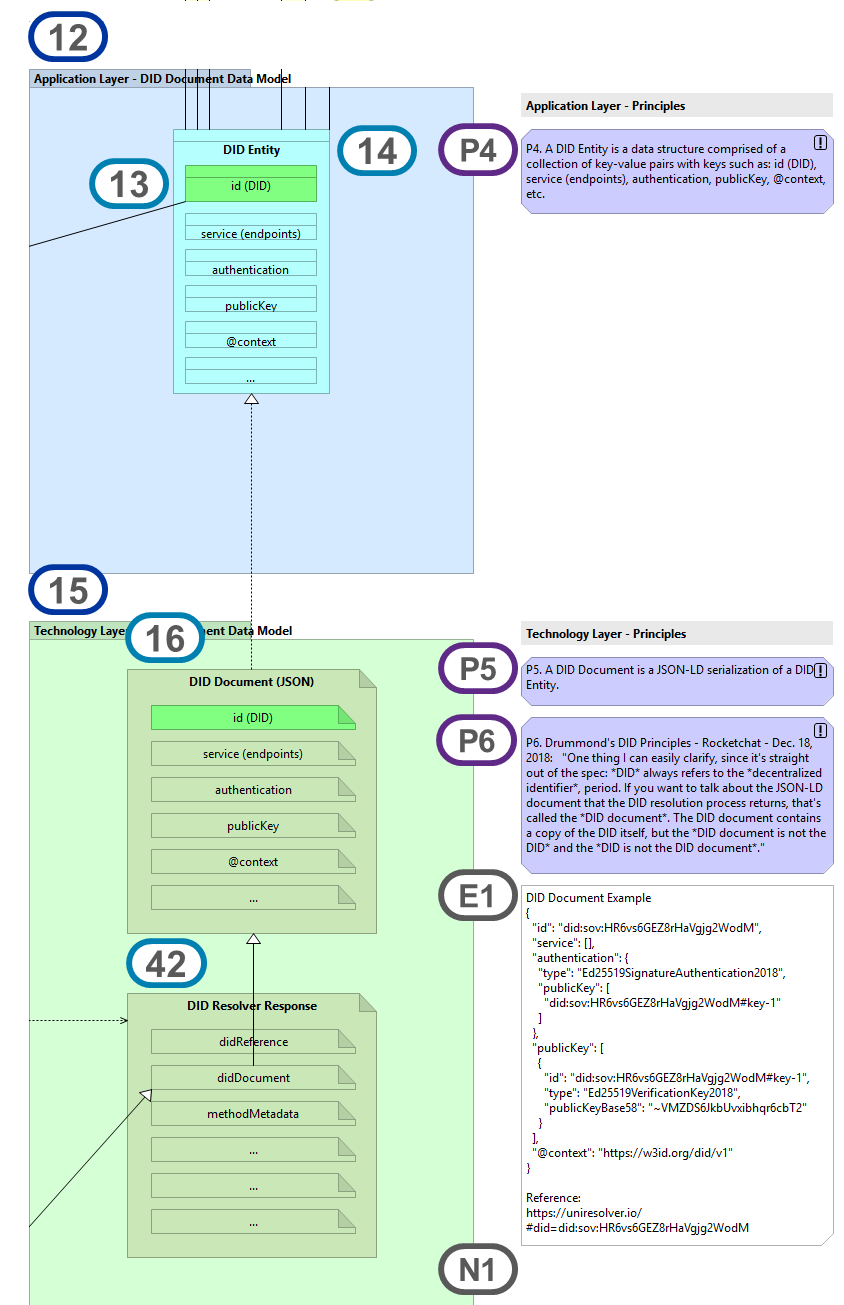 12
Application Layer - DID Document Data Model
DID Entity
13
14
id (DID)
service (endpoints)
authentication
publicKey
@context
...
Application Layer - Principles
P4
P4. A DID Entity is a data structure comprised of a
collection of key-value pairs with keys such as: id (DID),
service (endpoints), authentication, publicKey, @context,
etc.
15
Technology Laye
ent Data Model
16
DID Document (JSON)
id (DID)
service (endpoints)
authentication
publicKey
@context
...
42
DID Resolver Response
didReference
didDocument
methodMetadata
...
...
...
Technology Layer - Principles
P5
P5. A DID Document is a JSON-LD serialization of a DID
Entity.
P6
P6. Drummond's DID Principles - Rocketchat - Dec. 18,
2018:   "One thing I can easily clarify, since it's straight
out of the spec: *DID* always refers to the *decentralized
identifier*, period. If you want to talk about the JSON-LD
document that the DID resolution process returns, that's
called the *DID document*. The DID document contains
a copy of the DID itself, but the *DID document is not the
DID* and the *DID is not the DID document*."
E1
DID Document Example
{
"id": "did:sov:HR6vs6GEZ8rHaVgjg2WodM",
"service": [],
"authentication": {
"type": "Ed25519SignatureAuthentication2018",
"publicKey": [
"did:sov:HR6vs6GEZ8rHaVgjg2WodM#key-1"
]
},
"publicKey": [
{
"id": "did:sov:HR6vs6GEZ8rHaVgjg2WodM#key-1",
"type": "Ed25519VerificationKey2018",
"publicKeyBase58": "~VMZDS6JkbUvxibhqr6cbT2"
}
],
"@context": "https://w3id.org/did/v1"
}
Reference:
https://uniresolver.io/
#did=did:sov:HR6vs6GEZ8rHaVgjg2WodM
N1